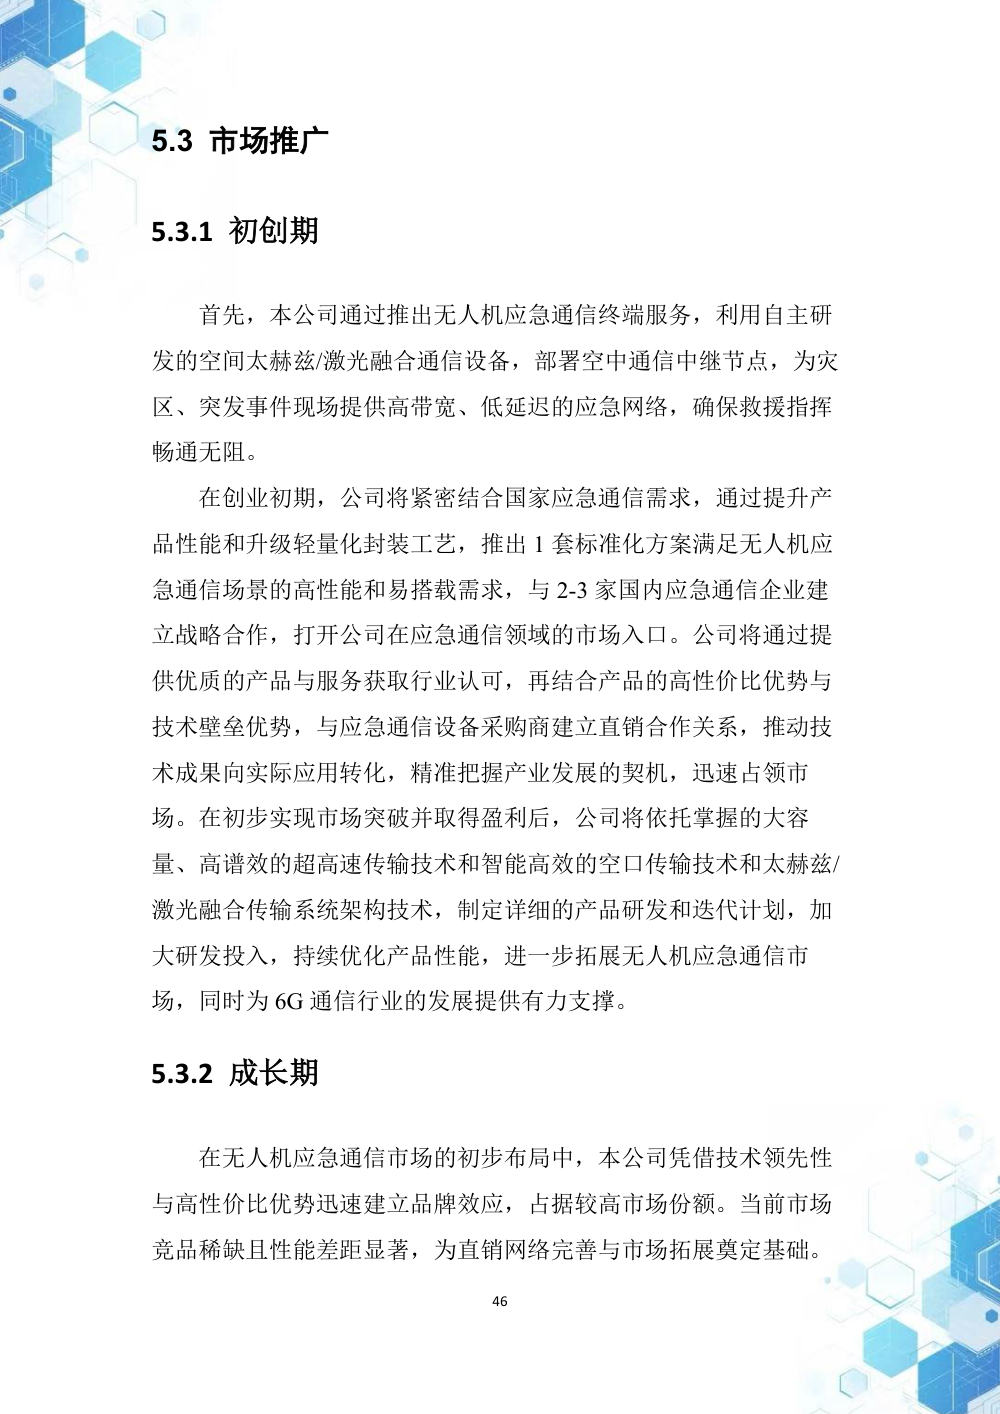 5.3 市场推广
5.3.1 初创期
首先，本公司通过推出无人机应急通信终端服务，利用自主研
发的空间太赫兹/激光融合通信设备，部署空中通信中继节点，为灾
区、突发事件现场提供高带宽、低延迟的应急网络，确保救援指挥
畅通无阻。
在创业初期，公司将紧密结合国家应急通信需求，通过提升产
品性能和升级轻量化封装工艺，推出 1 套标准化方案满足无人机应
急通信场景的高性能和易搭载需求，与 2-3 家国内应急通信企业建
立战略合作，打开公司在应急通信领域的市场入口。公司将通过提
供优质的产品与服务获取行业认可，再结合产品的高性价比优势与
技术壁垒优势，与应急通信设备采购商建立直销合作关系，推动技
术成果向实际应用转化，精准把握产业发展的契机，迅速占领市
场。在初步实现市场突破并取得盈利后，公司将依托掌握的大容
量、高谱效的超高速传输技术和智能高效的空口传输技术和太赫兹/
激光融合传输系统架构技术，制定详细的产品研发和迭代计划，加
大研发投入，持续优化产品性能，进一步拓展无人机应急通信市
场，同时为 6G 通信行业的发展提供有力支撑。
5.3.2 成长期
在无人机应急通信市场的初步布局中，本公司凭借技术领先性
与高性价比优势迅速建立品牌效应，占据较高市场份额。当前市场
竞品稀缺且性能差距显著，为直销网络完善与市场拓展奠定基础。
46